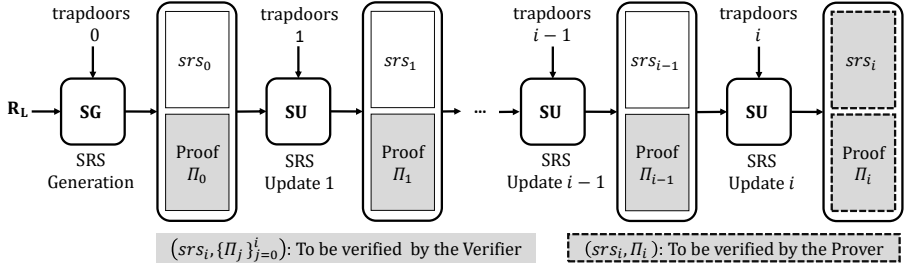 trapdoors 0
trapdoors 1
trapdoors i − 1
trapdoors i
R_L
SG
SRS Generation
srs_0
Proof Π_0
SU
SRS Update 1
srs_1
Proof Π_1
...
SU
SRS Update i − 1
srs_{i−1}
Proof Π_{i−1}
SU
SRS Update i
srs_i
Proof Π_i
(srs_i, {Π_j}_{j=0}^{i}): To be verified by the Verifier
(srs_i, Π_i): To be verified by the Prover